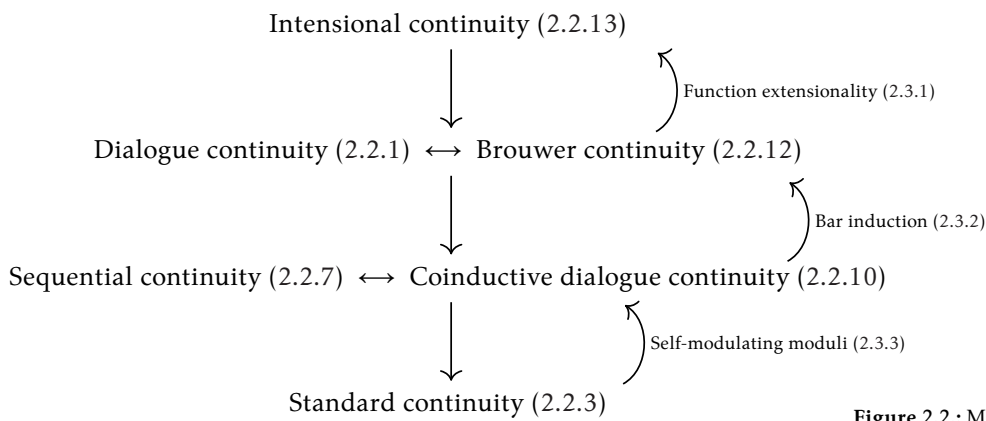 Intensional continuity (2.2.13)
Function extensionality (2.3.1)
Dialogue continuity (2.2.1) ↔ Brouwer continuity (2.2.12)
Bar induction (2.3.2)
Sequential continuity (2.2.7) ↔ Coinductive dialogue continuity (2.2.10)
Self-modulating moduli (2.3.3)
Standard continuity (2.2.3)
Figure 2.2 : M